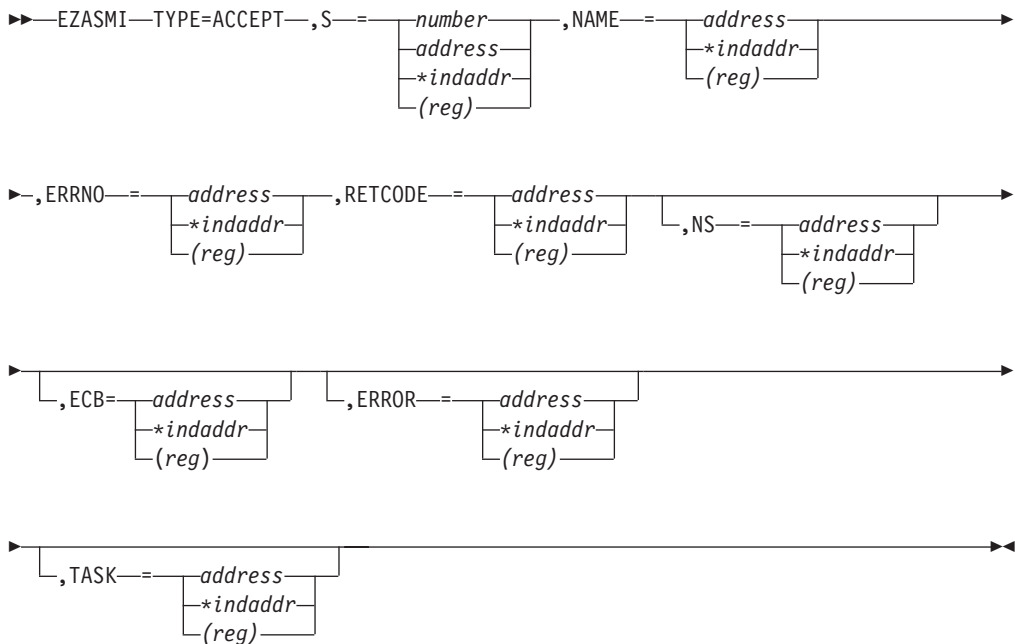 EZASMI TYPE=ACCEPT ,S = number ,NAME = address
address *indaddr
*indaddr (reg)
(reg)
,ERRNO = address ,RETCODE = address
*indaddr *indaddr ,NS = address
(reg) (reg) *indaddr
(reg)
,ECB= address ,ERROR = address
*indaddr *indaddr
(reg) (reg)
,TASK = address
*indaddr
(reg)